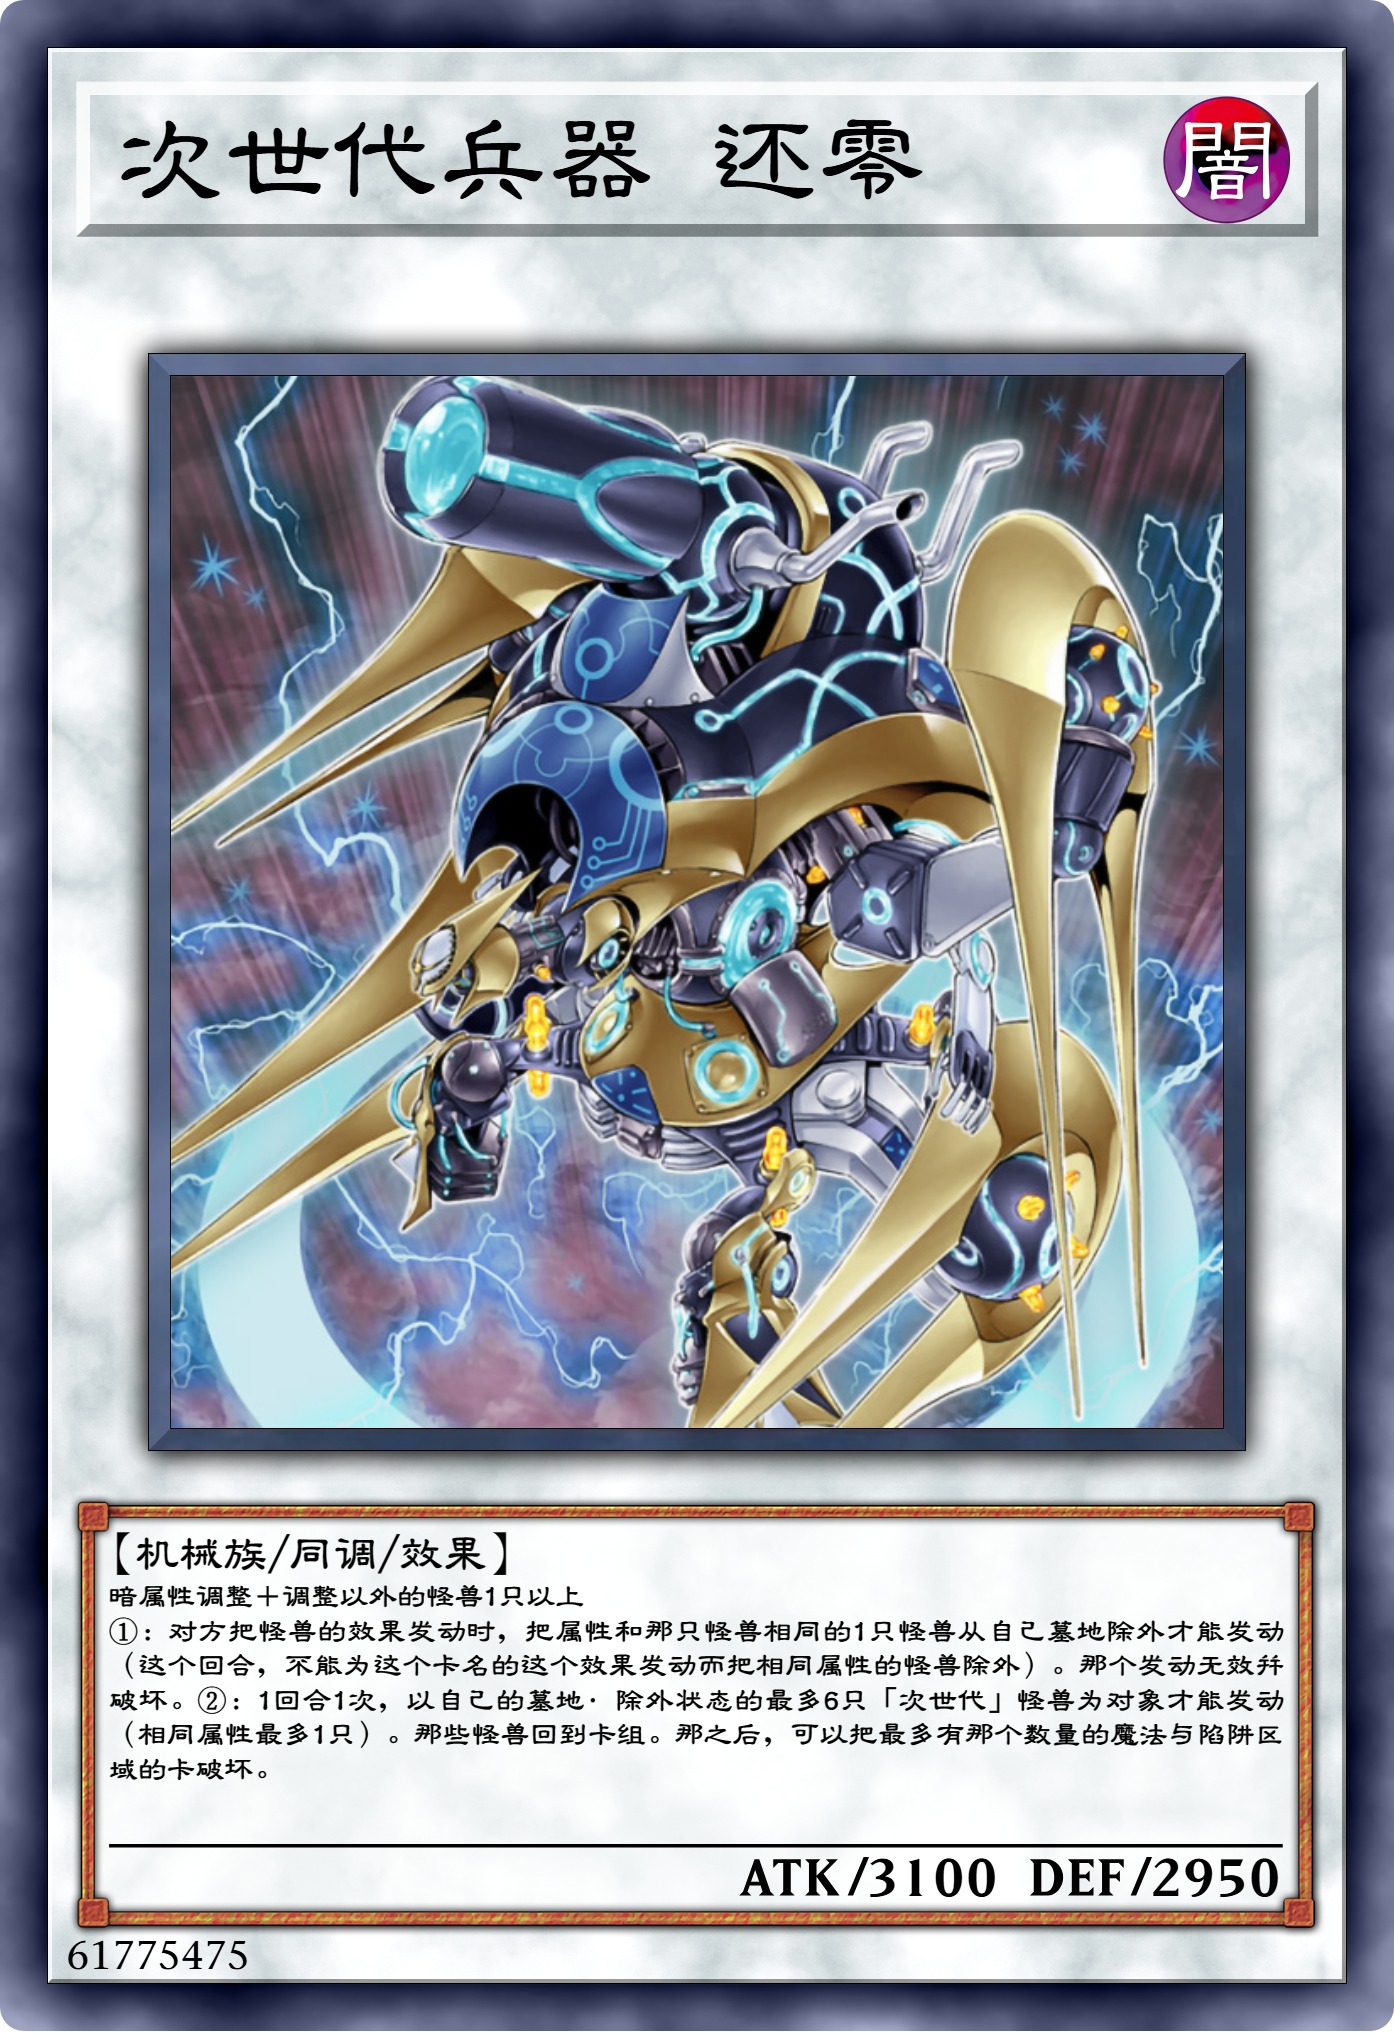 次世代兵器 还零
闇
【机械族/同调/效果】
暗属性调整＋调整以外的怪兽1只以上
①：对方把怪兽的效果发动时，把属性和那只怪兽相同的1只怪兽从自己墓地除外才能发动
（这个回合，不能为这个卡名的这个效果发动而把相同属性的怪兽除外）。那个发动无效并
破坏。②：1回合1次，以自己的墓地·除外状态的最多6只「次世代」怪兽为对象才能发动
（相同属性最多1只）。那些怪兽回到卡组。那之后，可以把最多有那个数量的魔法与陷阱区
域的卡破坏。
ATK/3100 DEF/2950
61775475